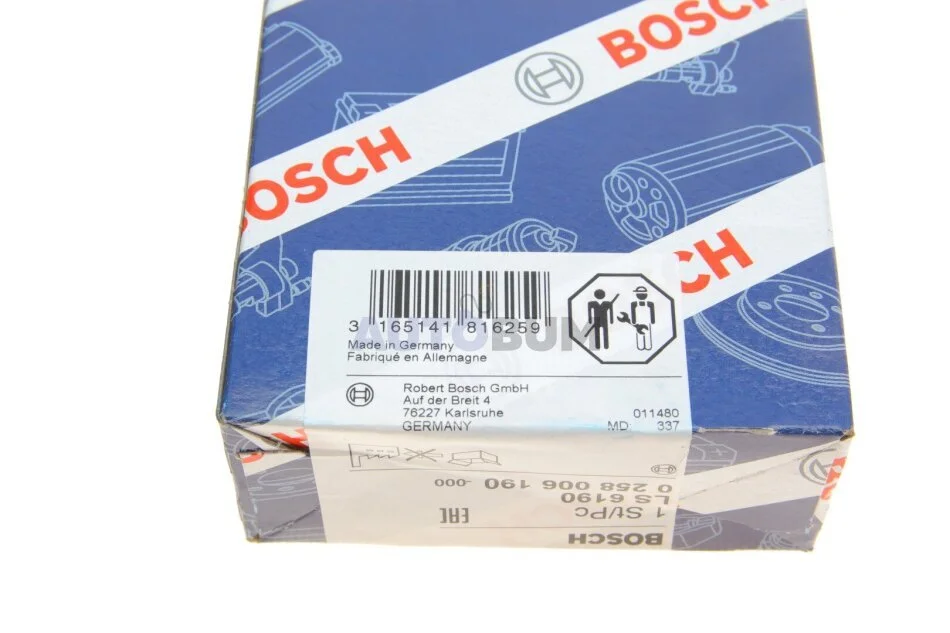 BOSCH
BOSCH
BOSCH
3 165141 816259
AUTOBUM
Made in Germany
Fabriqué en Allemagne
Robert Bosch GmbH
Auf der Breit 4
76227 Karlsruhe
GERMANY
011480
MD: 337
0 258 006 190 -000
LS 6190
1 St/Pc
EAC
BOSCH